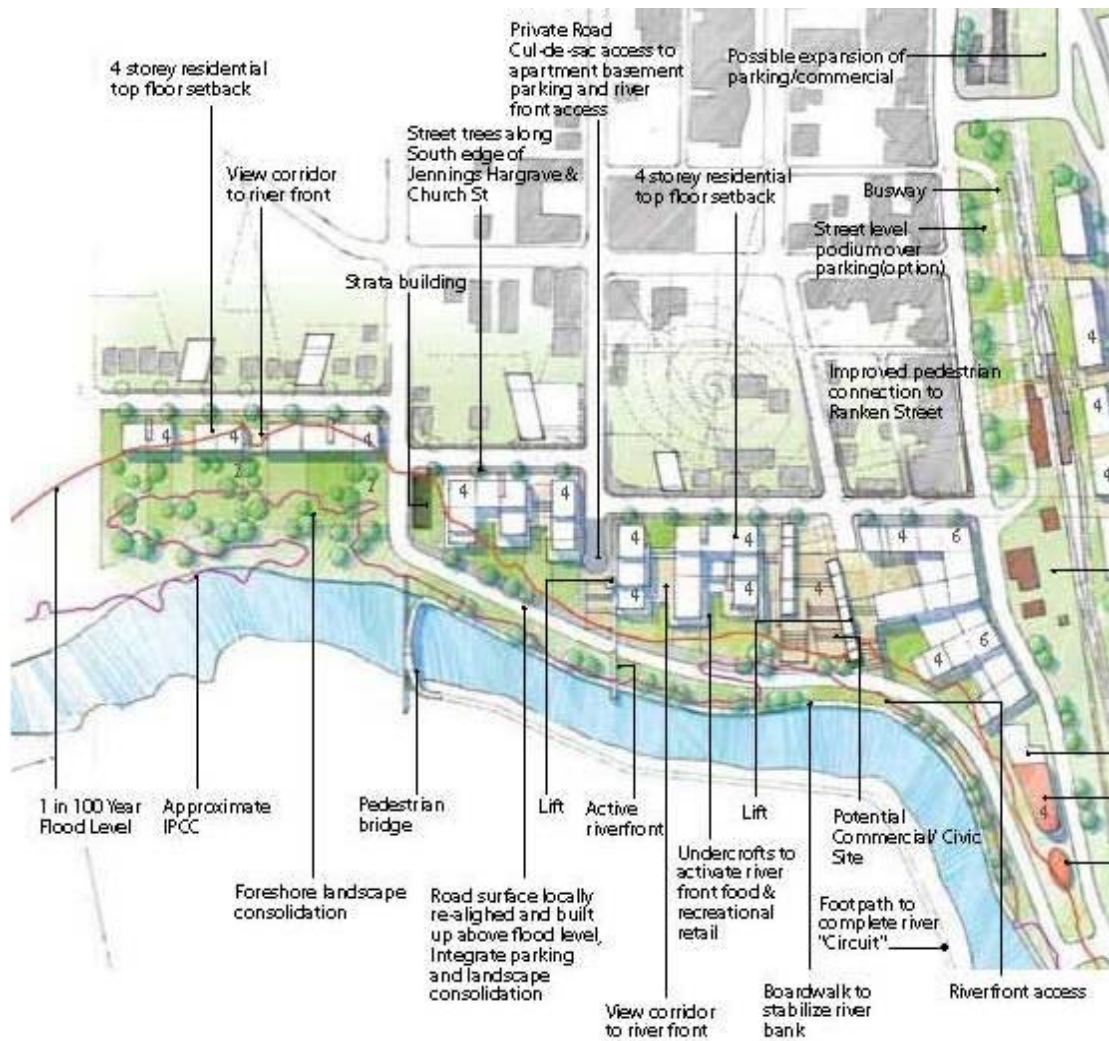 Private Road
Cul-de-sac access to
apartment basement
parking and river
front access
Possible expansion of
parking/commercial
4 storey residential
top floor setback
Street trees along
South edge of
Jennings Hargrave &
Church St
View corridor
to river front
4 storey residential
top floor setback
Busway
Street level
podium over
parking(option)
Strata building
Improved pedestrian
connection to
Ranken Street
4
4
4
4
4
4
4
4
4
4
4
4
4
4
6
4
6
4
1 in 100 Year
Flood Level
Approximate
IPCC
Pedestrian
bridge
Lift
Active
riverfront
Lift
Potential
Commercial/ Civic
Site
Foreshore landscape
consolidation
Road surface locally
re-alighed and built
up above flood level,
Integrate parking
and landscape
consolidation
Undercrofts to
activate river
front food &
recreational
retail
Footpath to
complete river
"Circuit"
View corridor
to river front
Boardwalk to
stabilize river
bank
Riverfront access